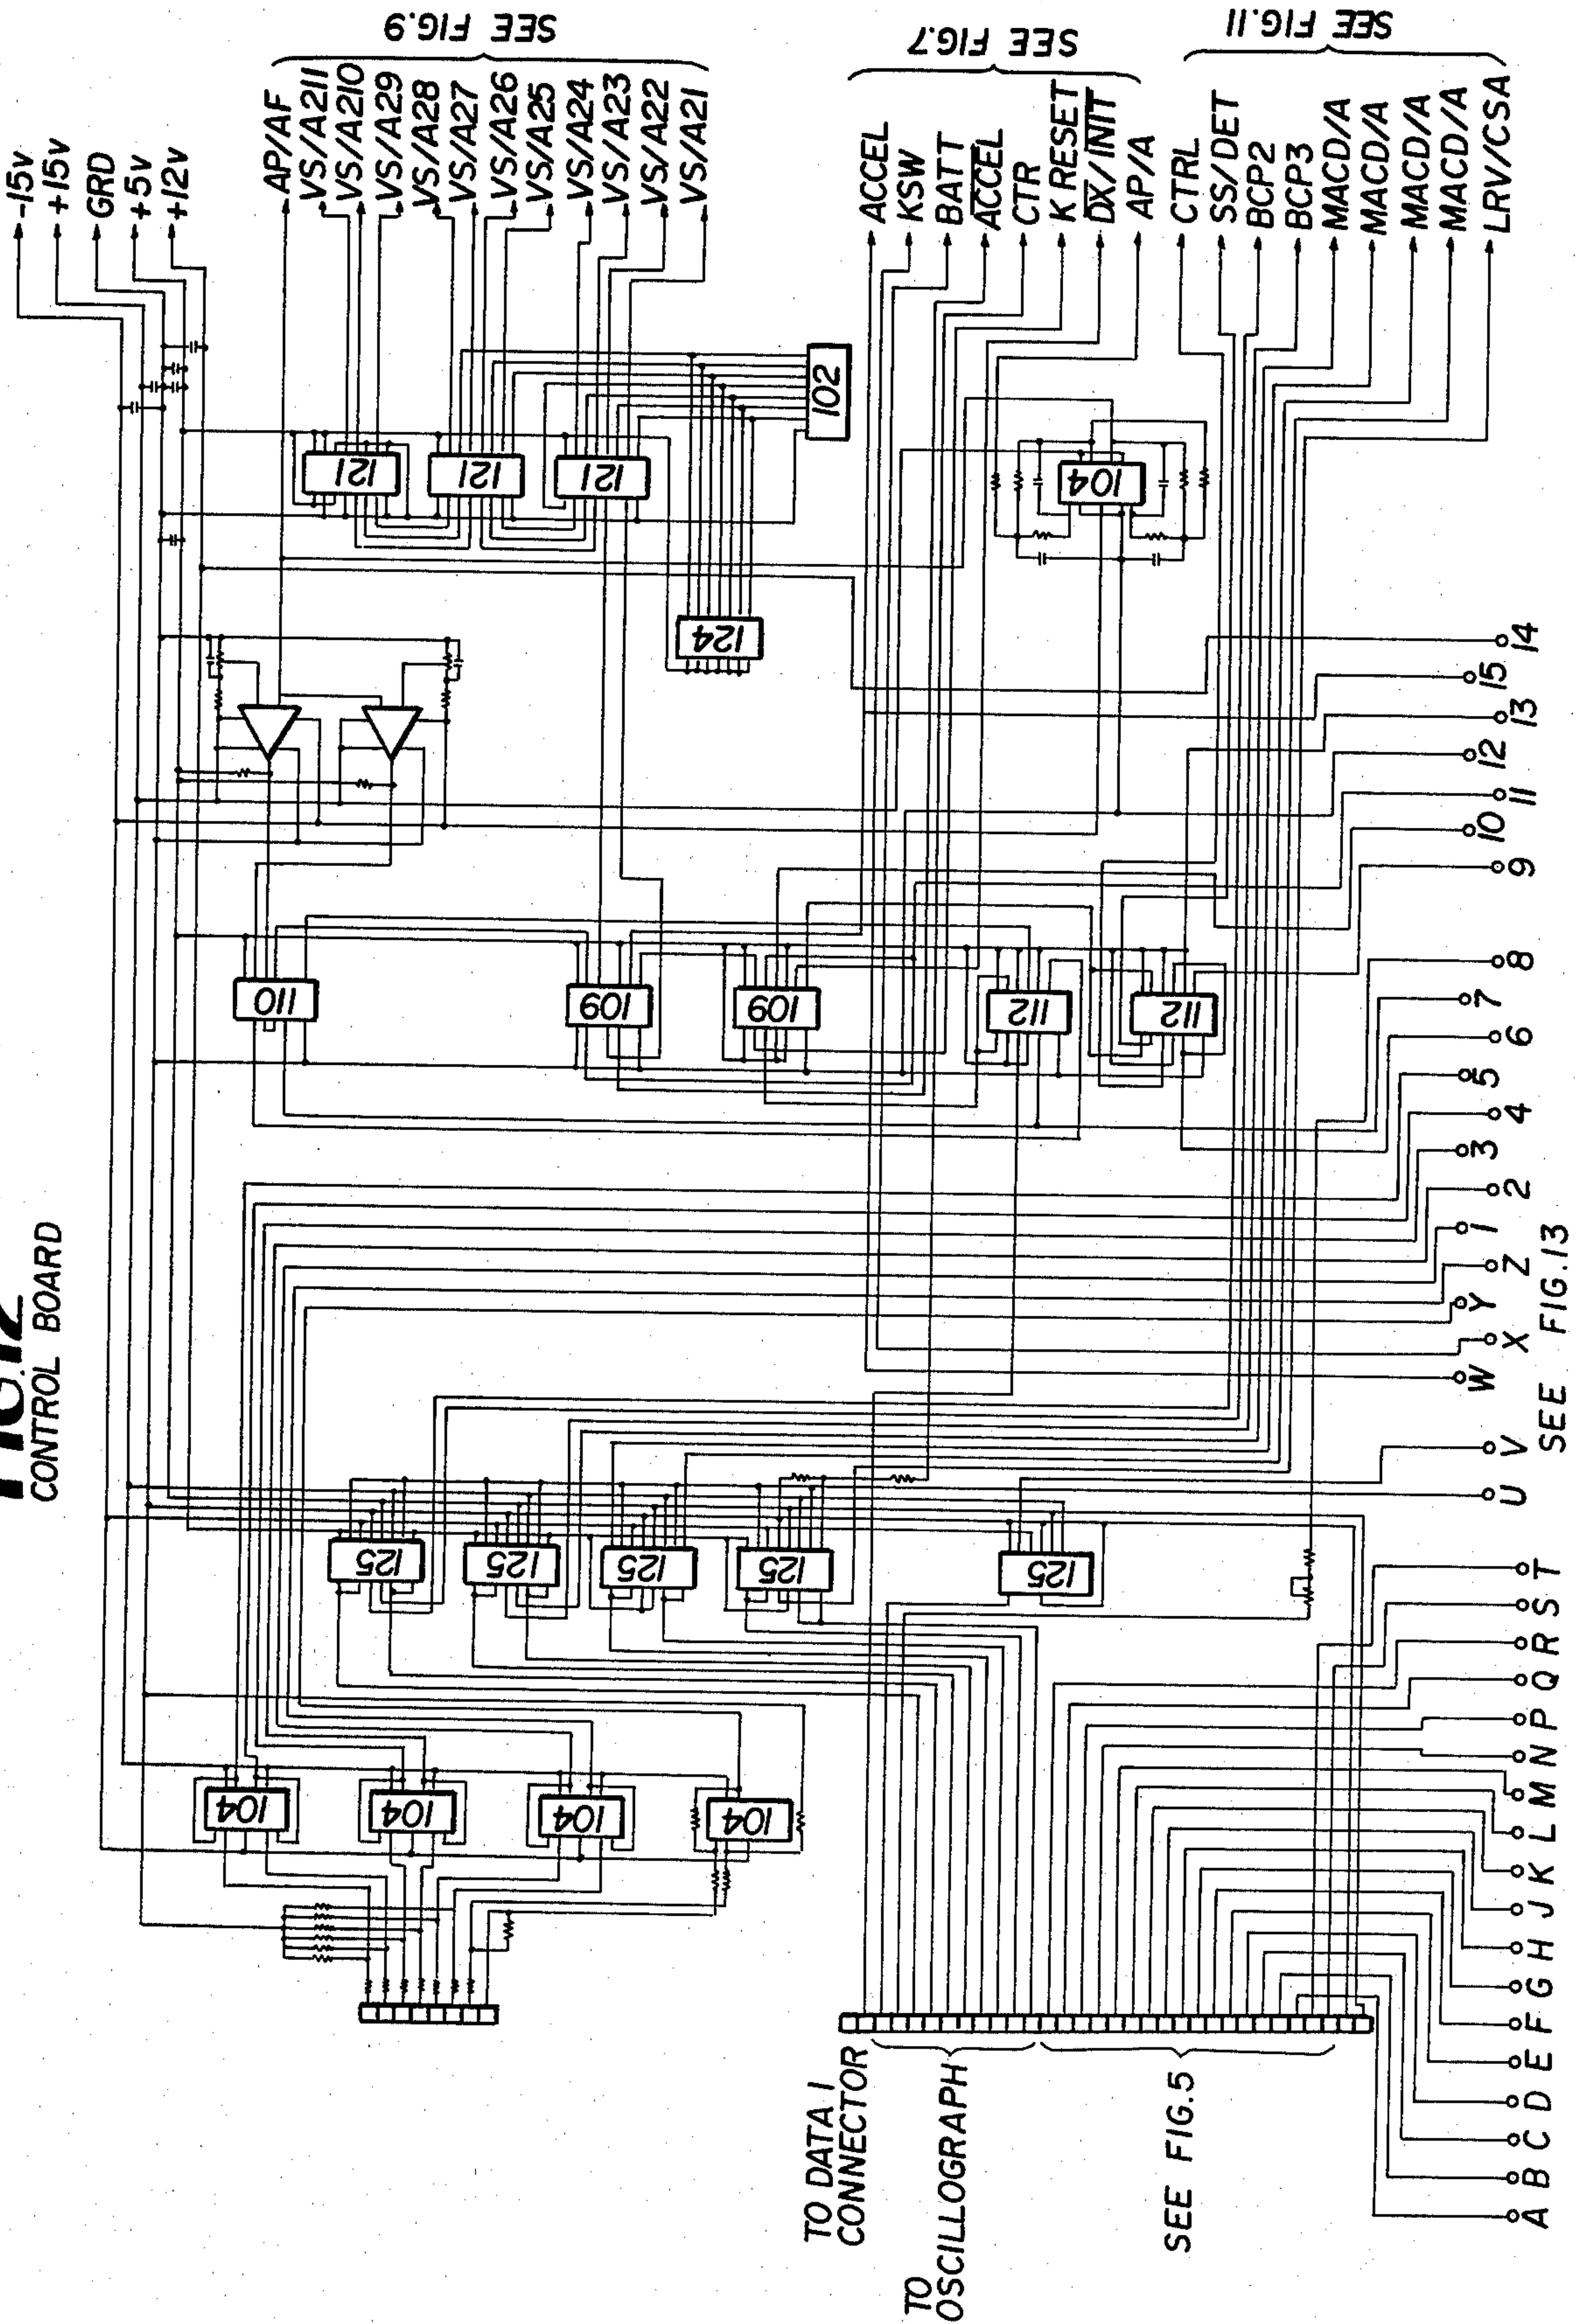 FIG.12
CONTROL BOARD
-15v
+15v
GRD
+5v
+12v
AP/AF
VS/A211
VS/A210
VS/A29
VS/A28
VS/A27
VS/A26
VS/A25
VS/A24
VS/A23
VS/A22
VS/A21
SEE FIG.9
ACCEL
KSW
BATT
ACCEL
CTR
K RESET
DX/INIT
AP/A
SEE FIG.7
CTRL
SS/DET
BCP2
BCP3
MACD/A
MACD/A
MACD/A
MACD/A
LRV/CSA
SEE FIG.11
121
121
121
102
124
104
110
109
109
112
112
125
125
125
125
125
104
104
104
104
TO DATA 1
CONNECTOR
TO
OSCILLOGRAPH
SEE FIG.5
A
B
C
D
E
F
G
H
J
K
L
M
N
P
Q
R
S
T
U
V
W
X
Y
Z
1
2
3
4
5
6
7
8
9
10
11
12
13
15
14
SEE FIG.13